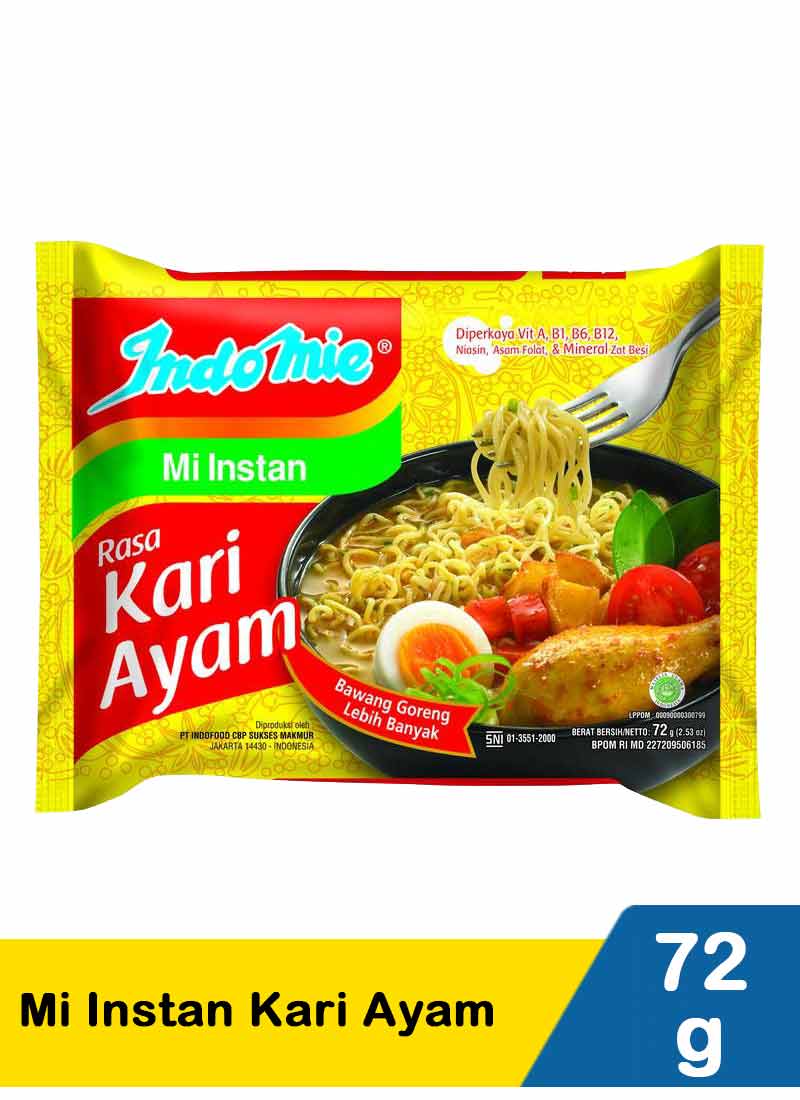 Indomie®
Mi Instan
Rasa
Kari
Ayam
Diperkaya Vit A, B1, B6, B12,
Niasin, Asam Folat, & Mineral Zat Besi
Bawang Goreng
Lebih Banyak
Diproduksi oleh
PT INDOFOOD CBP SUKSES MAKMUR
JAKARTA 14430 - INDONESIA
SNI 01-3551-2000
LPPOM : 00090000300799
BERAT BERSIH/NETTO: 72 g (2.53 oz)
BPOM RI MD 227209506185
Mi Instan Kari Ayam
72
g